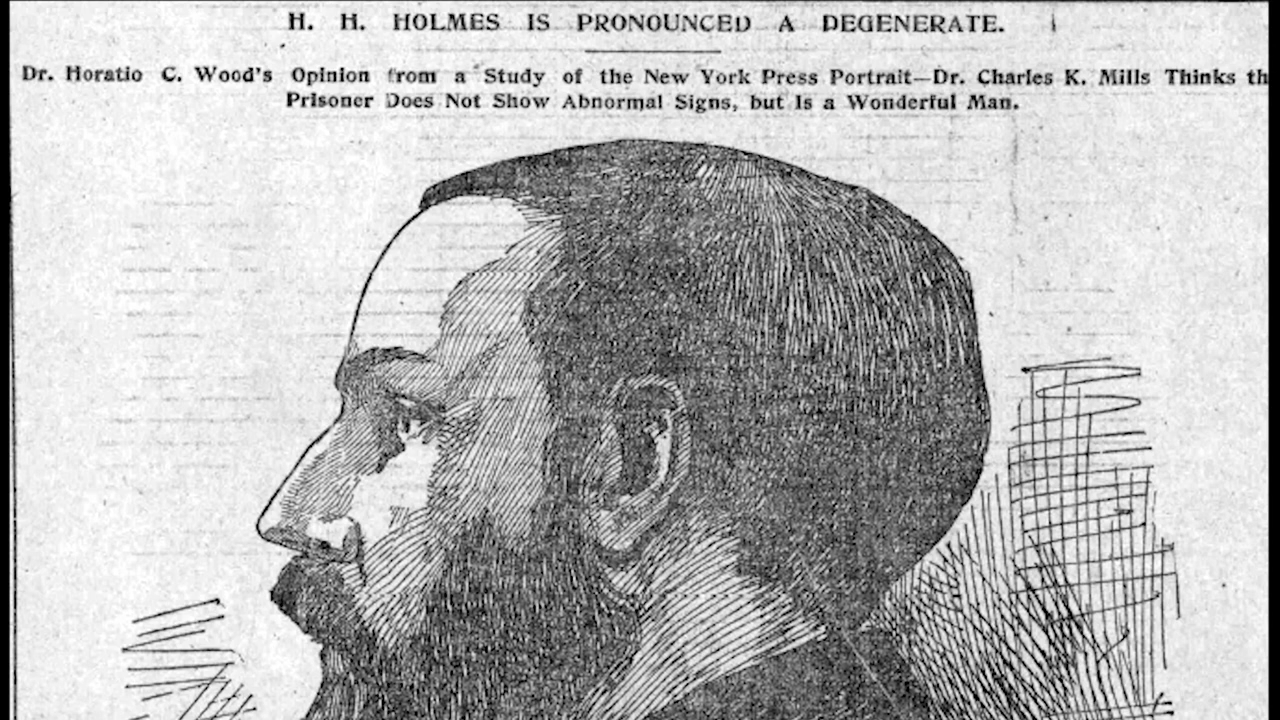 H. H. HOLMES IS PRONOUNCED A DEGENERATE.
Dr. Horatio C. Wood's Opinion from a Study of the New York Press Portrait—Dr. Charles K. Mills Thinks th
Prisoner Does Not Show Abnormal Signs, but Is a Wonderful Man.